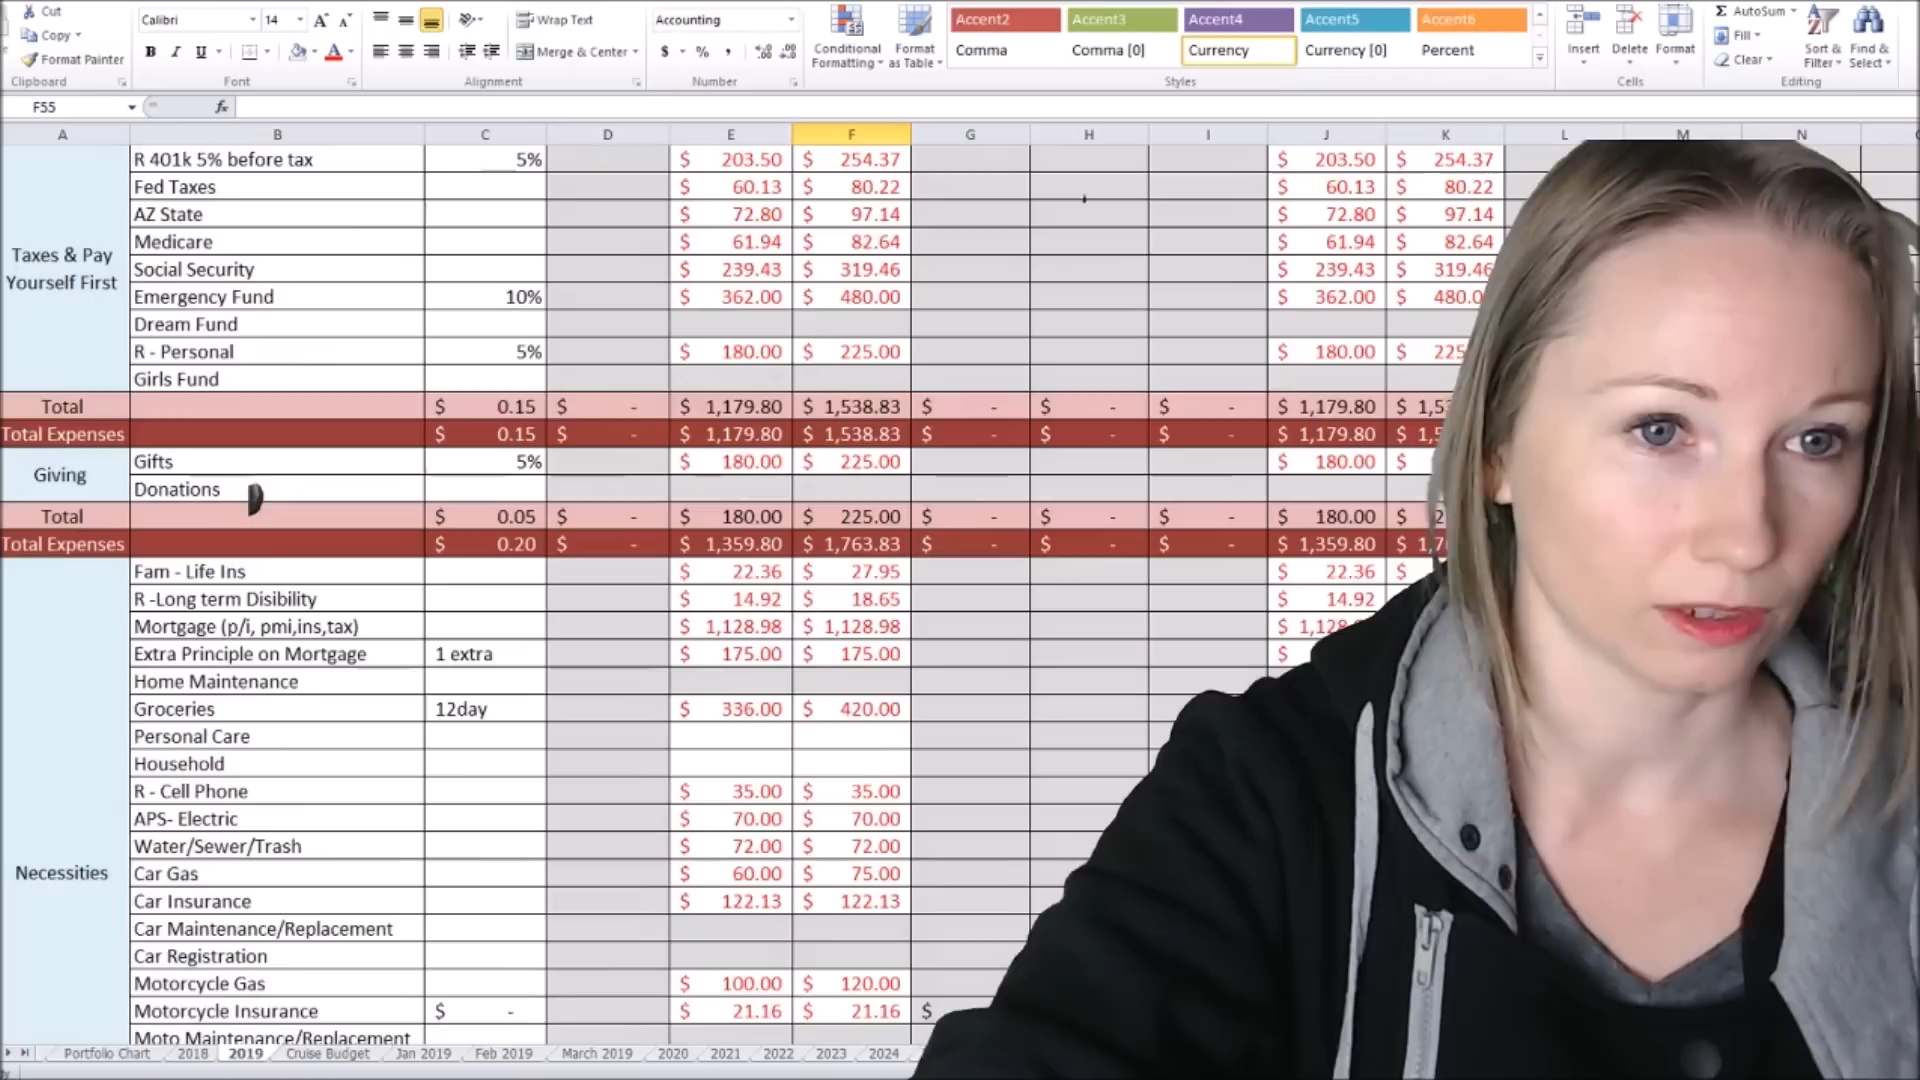 Cut Calibri 14 A A Wrap Text Accounting Accent2 Accent3 Accent4 Accent5 Accent6 Σ AutoSum
Copy Fill
Format Painter B I U A Merge & Center $ % , Conditional Formatting Format as Table Comma Comma [0] Currency Currency [0] Percent Insert Delete Format Clear Sort & Filter Find & Select
Clipboard Font Alignment Number Styles Cells Editing
F55 fx
A B C D E F G H I J K L M N
R 401k 5% before tax 5% $ 203.50 $ 254.37 $ 203.50 $ 254.37
Fed Taxes $ 60.13 $ 80.22 $ 60.13 $ 80.22
AZ State $ 72.80 $ 97.14 $ 72.80 $ 97.14
Medicare $ 61.94 $ 82.64 $ 61.94 $ 82.64
Taxes & Pay
Yourself First
Social Security $ 239.43 $ 319.46 $ 239.43 $ 319.46
Emergency Fund 10% $ 362.00 $ 480.00 $ 362.00 $ 480.0
Dream Fund
R - Personal 5% $ 180.00 $ 225.00 $ 180.00 $ 225
Girls Fund
Total $ 0.15 $ - $ 1,179.80 $ 1,538.83 $ - $ - $ - $ 1,179.80 $ 1,53
Total Expenses $ 0.15 $ - $ 1,179.80 $ 1,538.83 $ - $ - $ - $ 1,179.80 $ 1,5
Giving
Gifts 5% $ 180.00 $ 225.00 $ 180.00 $
Donations
Total $ 0.05 $ - $ 180.00 $ 225.00 $ - $ - $ - $ 180.00 $ 2
Total Expenses $ 0.20 $ - $ 1,359.80 $ 1,763.83 $ - $ - $ - $ 1,359.80 $ 1,7
Fam - Life Ins $ 22.36 $ 27.95 $ 22.36 $
R -Long term Disibility $ 14.92 $ 18.65 $ 14.92
Mortgage (p/i, pmi,ins,tax) $ 1,128.98 $ 1,128.98 $ 1,128
Extra Principle on Mortgage 1 extra $ 175.00 $ 175.00 $
Home Maintenance
Groceries 12day $ 336.00 $ 420.00
Personal Care
Household
R - Cell Phone $ 35.00 $ 35.00
APS- Electric $ 70.00 $ 70.00
Water/Sewer/Trash $ 72.00 $ 72.00
Necessities
Car Gas $ 60.00 $ 75.00
Car Insurance $ 122.13 $ 122.13
Car Maintenance/Replacement
Car Registration
Motorcycle Gas $ 100.00 $ 120.00
Motorcycle Insurance $ - $ 21.16 $ 21.16 $
Moto Maintenance/Replacement
Portfolio Chart 2018 2019 Cruise Budget Jan 2019 Feb 2019 March 2019 2020 2021 2022 2023 2024